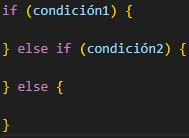 if (condición1) {
} else if (condición2) {
} else {
}